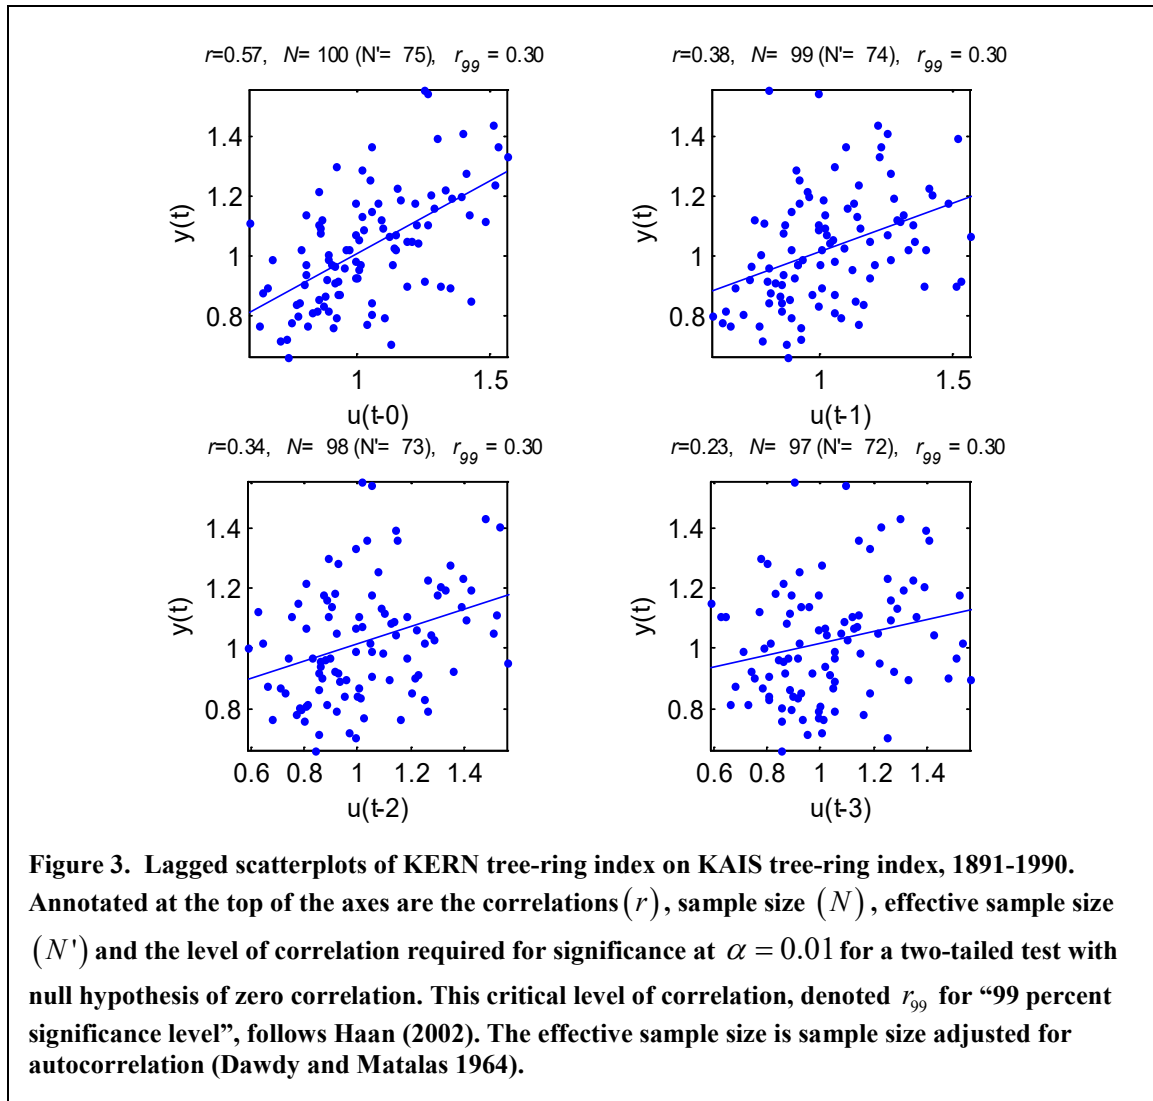 r=0.57, N= 100 (N'= 75), r99 = 0.30
r=0.38, N= 99 (N'= 74), r99 = 0.30
1.4
1.2
1
0.8
y(t)
1
1.5
u(t-0)
1.4
1.2
1
0.8
y(t)
1
1.5
u(t-1)
r=0.34, N= 98 (N'= 73), r99 = 0.30
r=0.23, N= 97 (N'= 72), r99 = 0.30
1.4
1.2
1
0.8
y(t)
0.6 0.8 1 1.2 1.4
u(t-2)
1.4
1.2
1
0.8
y(t)
0.6 0.8 1 1.2 1.4
u(t-3)
Figure 3. Lagged scatterplots of KERN tree-ring index on KAIS tree-ring index, 1891-1990.
Annotated at the top of the axes are the correlations (r), sample size (N), effective sample size
(N') and the level of correlation required for significance at α = 0.01 for a two-tailed test with
null hypothesis of zero correlation. This critical level of correlation, denoted r99 for “99 percent
significance level”, follows Haan (2002). The effective sample size is sample size adjusted for
autocorrelation (Dawdy and Matalas 1964).